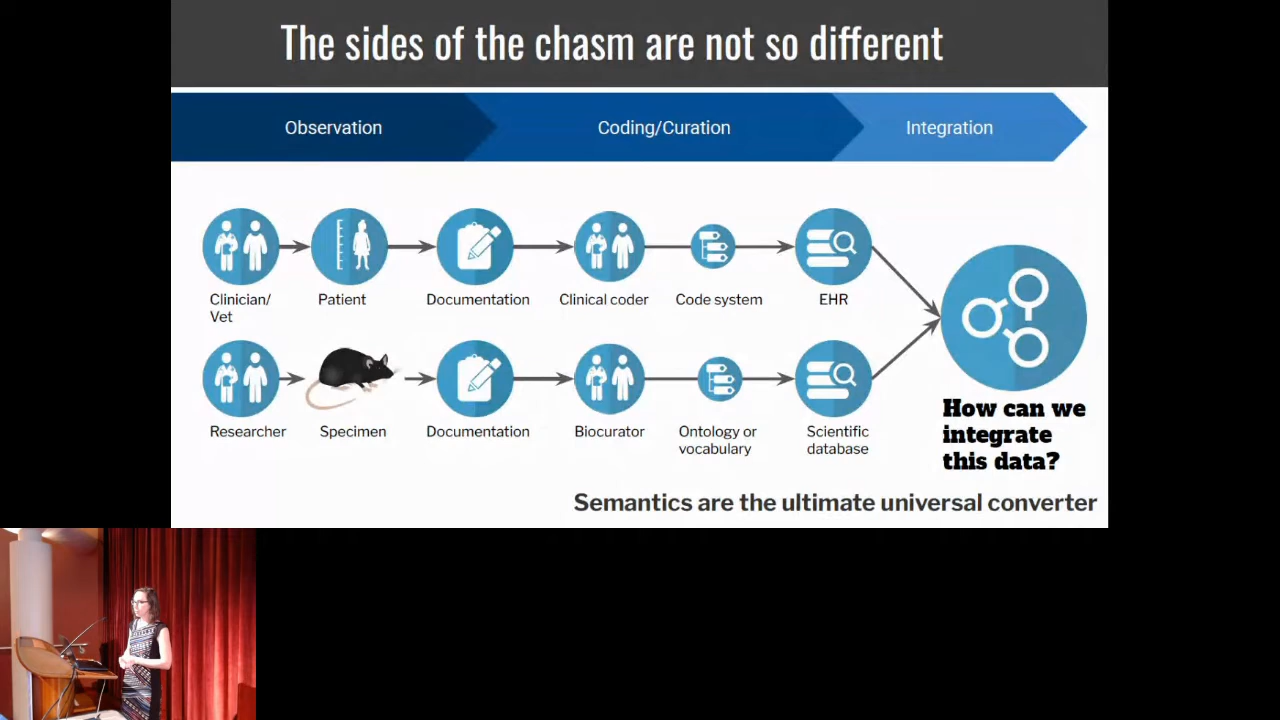 The sides of the chasm are not so different
Observation
Coding/Curation
Integration
Clinician/
Vet
Patient
Documentation
Clinical coder
Code system
EHR
Researcher
Specimen
Documentation
Biocurator
Ontology or
vocabulary
Scientific
database
How can we
integrate
this data?
Semantics are the ultimate universal converter